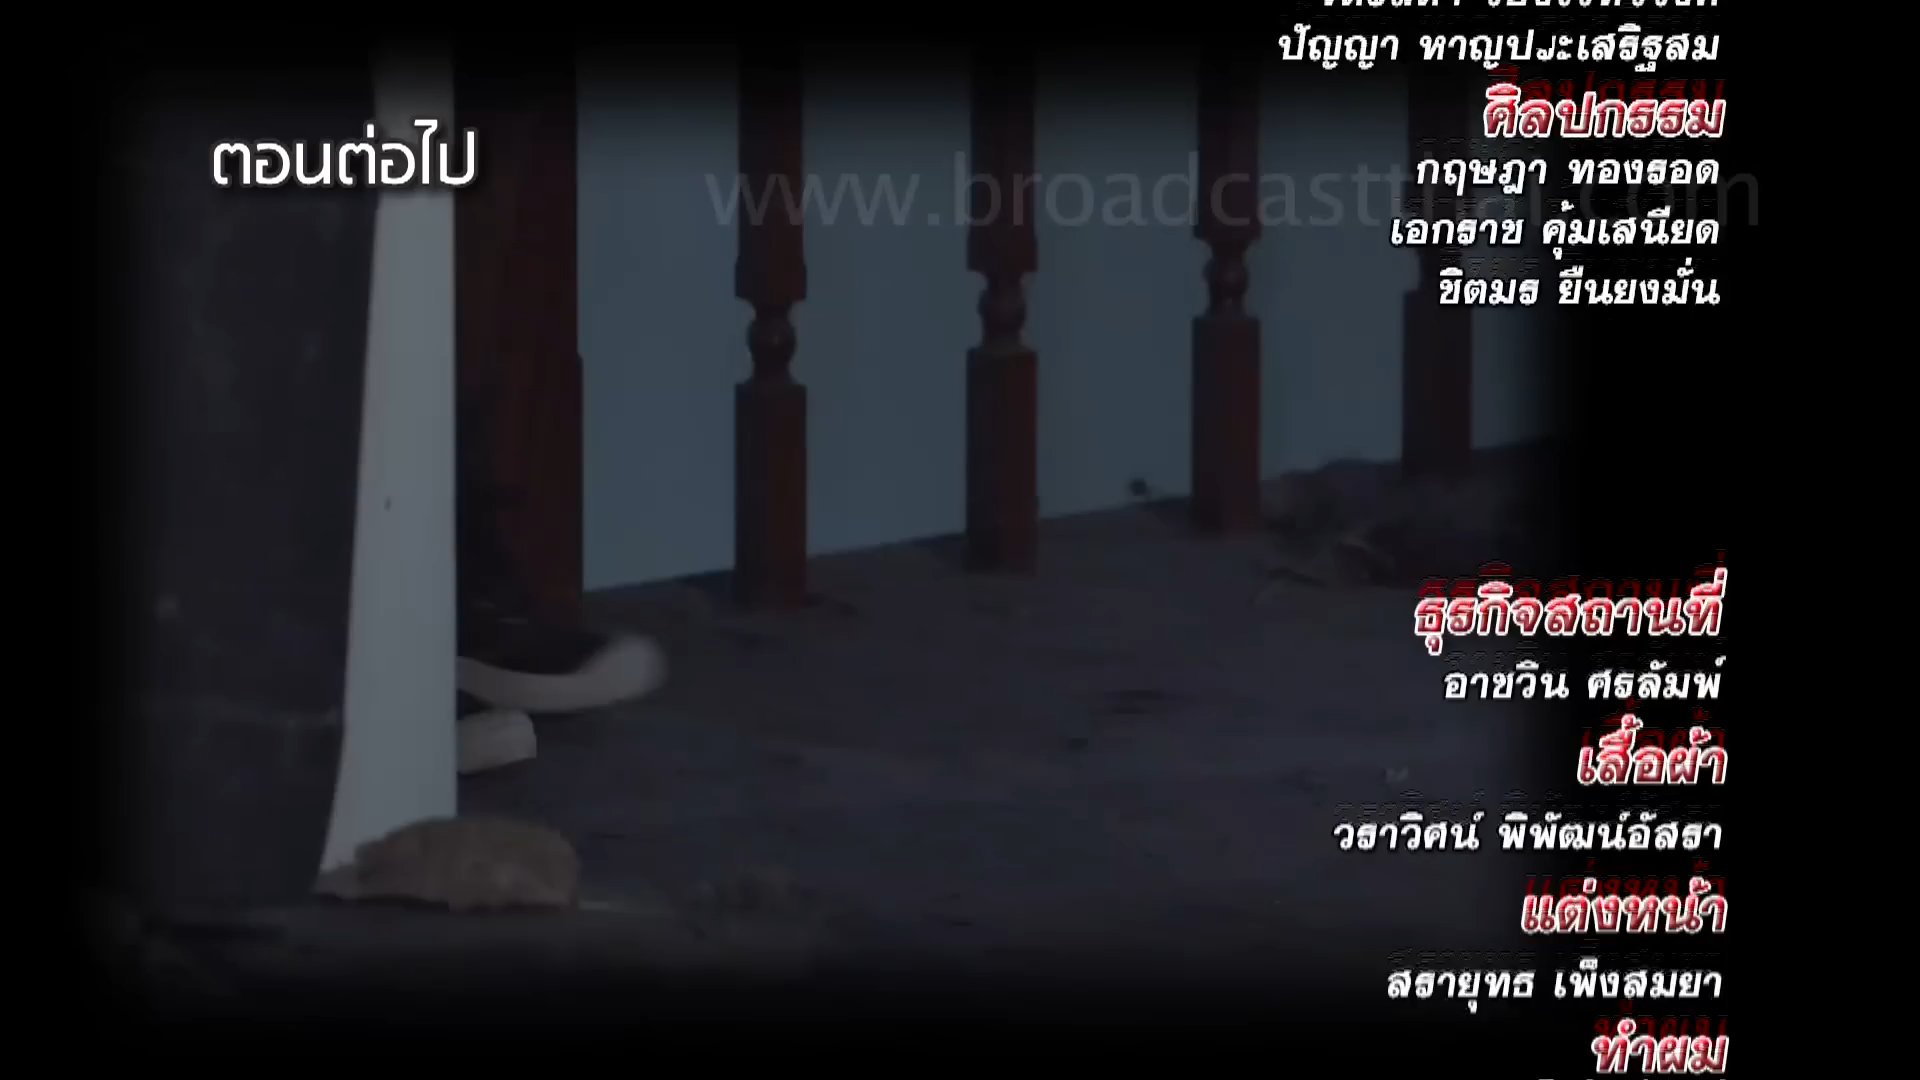 ปัญญา หาญประเสริฐสม
ศิลปกรรม
ตอนต่อไป
www.broadcastthai.com
กฤษฎา ทองรอด
เอกราช คุ้มเสนียด
ชิตมร ยืนยงมั่น
ธุรกิจสถานที่
อาชวิน ศรลัมพ์
เสื้อผ้า
วราวิศน์ พิพัฒน์อัสรา
แต่งหน้า
สรายุทธ เพ็งสมยา
ทำผม